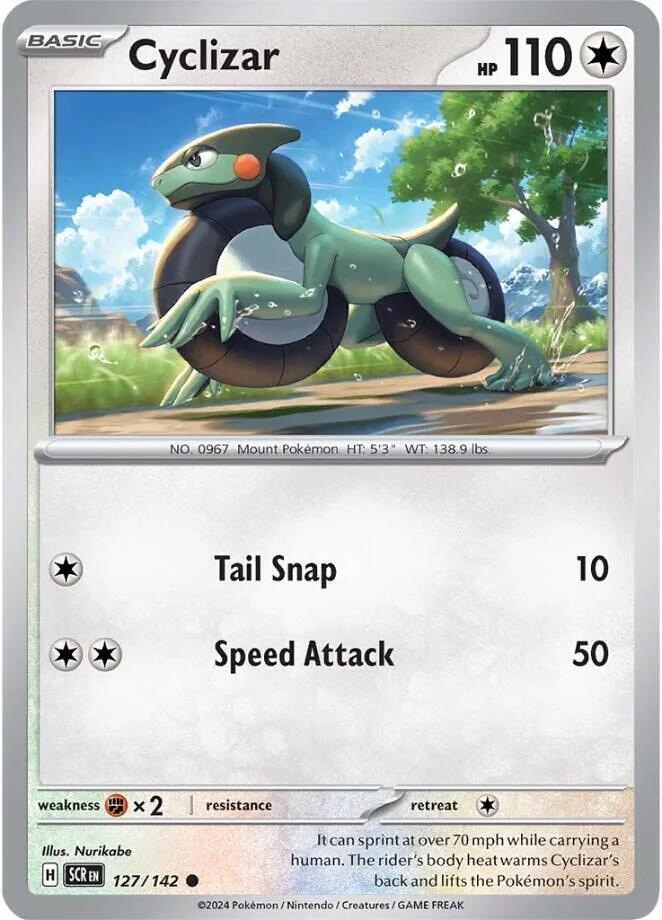 BASIC Cyclizar HP 110
NO. 0967 Mount Pokémon HT: 5'3" WT: 138.9 lbs.
Tail Snap 10
Speed Attack 50
weakness ×2 resistance retreat
Illus. Nurikabe
H SCR EN 127/142
It can sprint at over 70 mph while carrying a
human. The rider's body heat warms Cyclizar's
back and lifts the Pokémon's spirit.
©2024 Pokémon / Nintendo / Creatures / GAME FREAK